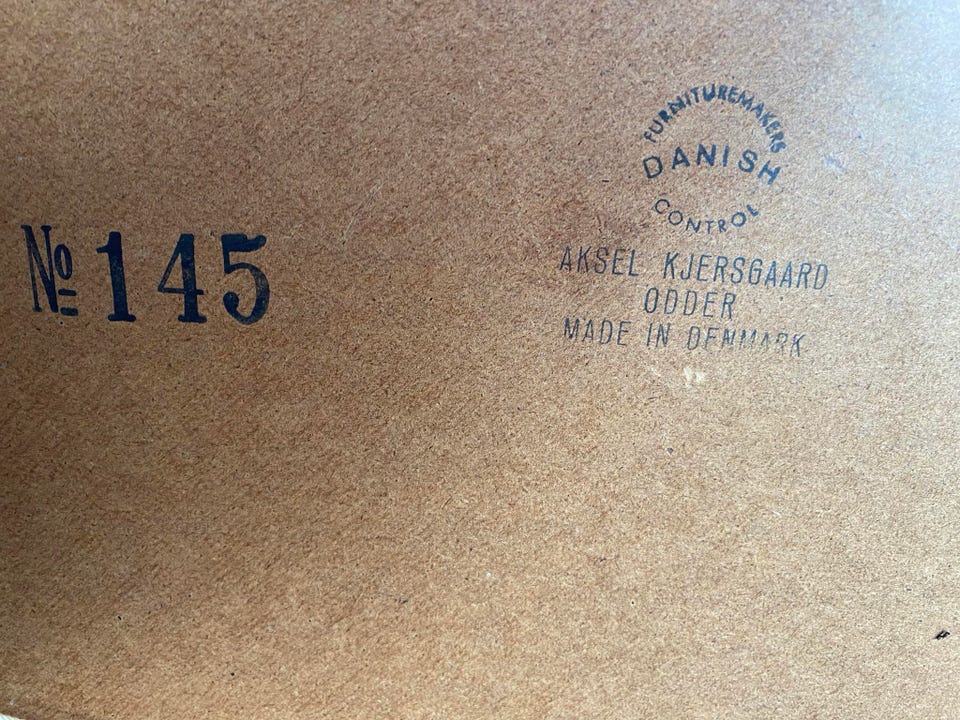 FURNITUREMAKERS
DANISH
CONTROL
№ 145
AKSEL KJERSGAARD
ODDER
MADE IN DENMARK